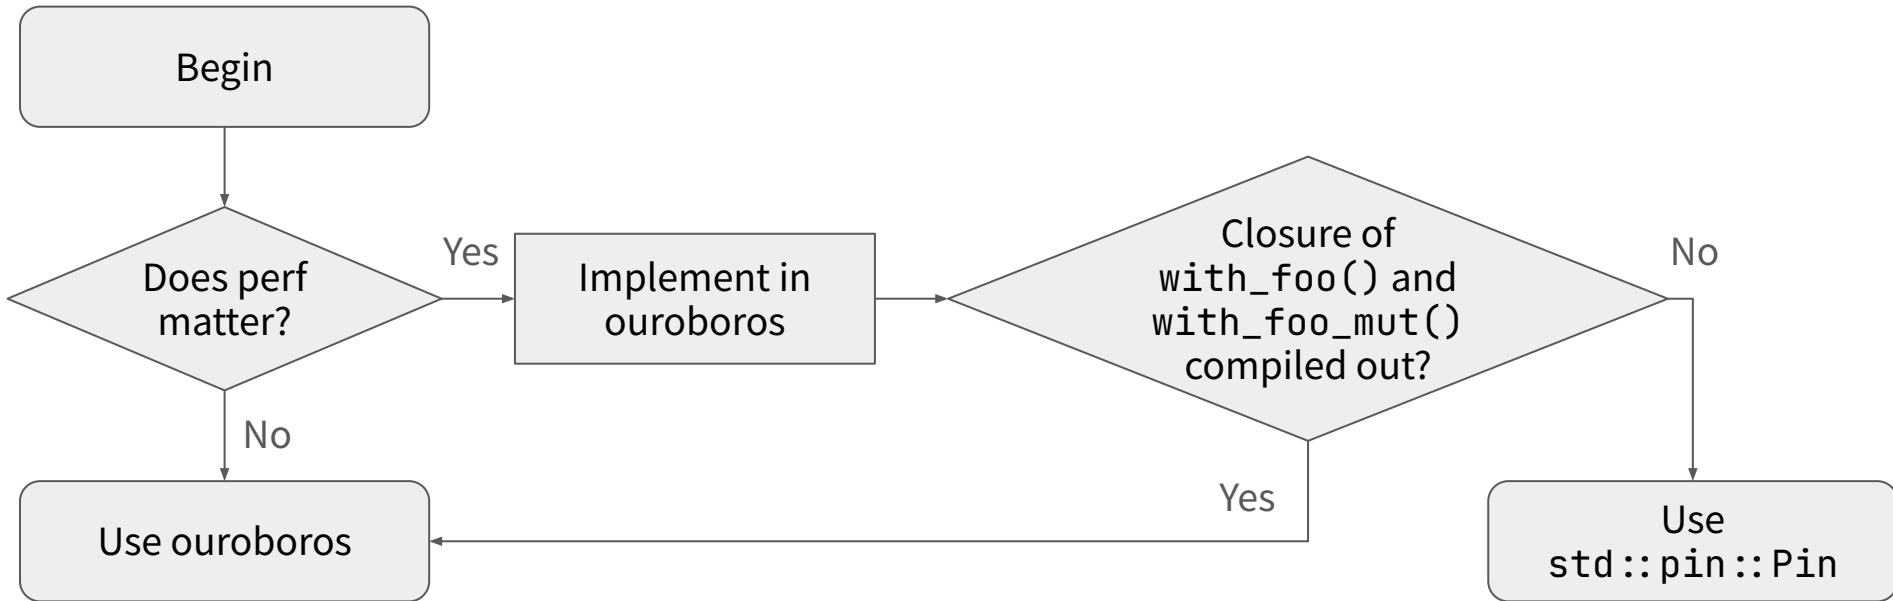 Begin
Does perf
matter?
Yes
No
Implement in
ouroboros
Closure of
with_foo() and
with_foo_mut()
compiled out?
No
Yes
Use ouroboros
Use
std::pin::Pin